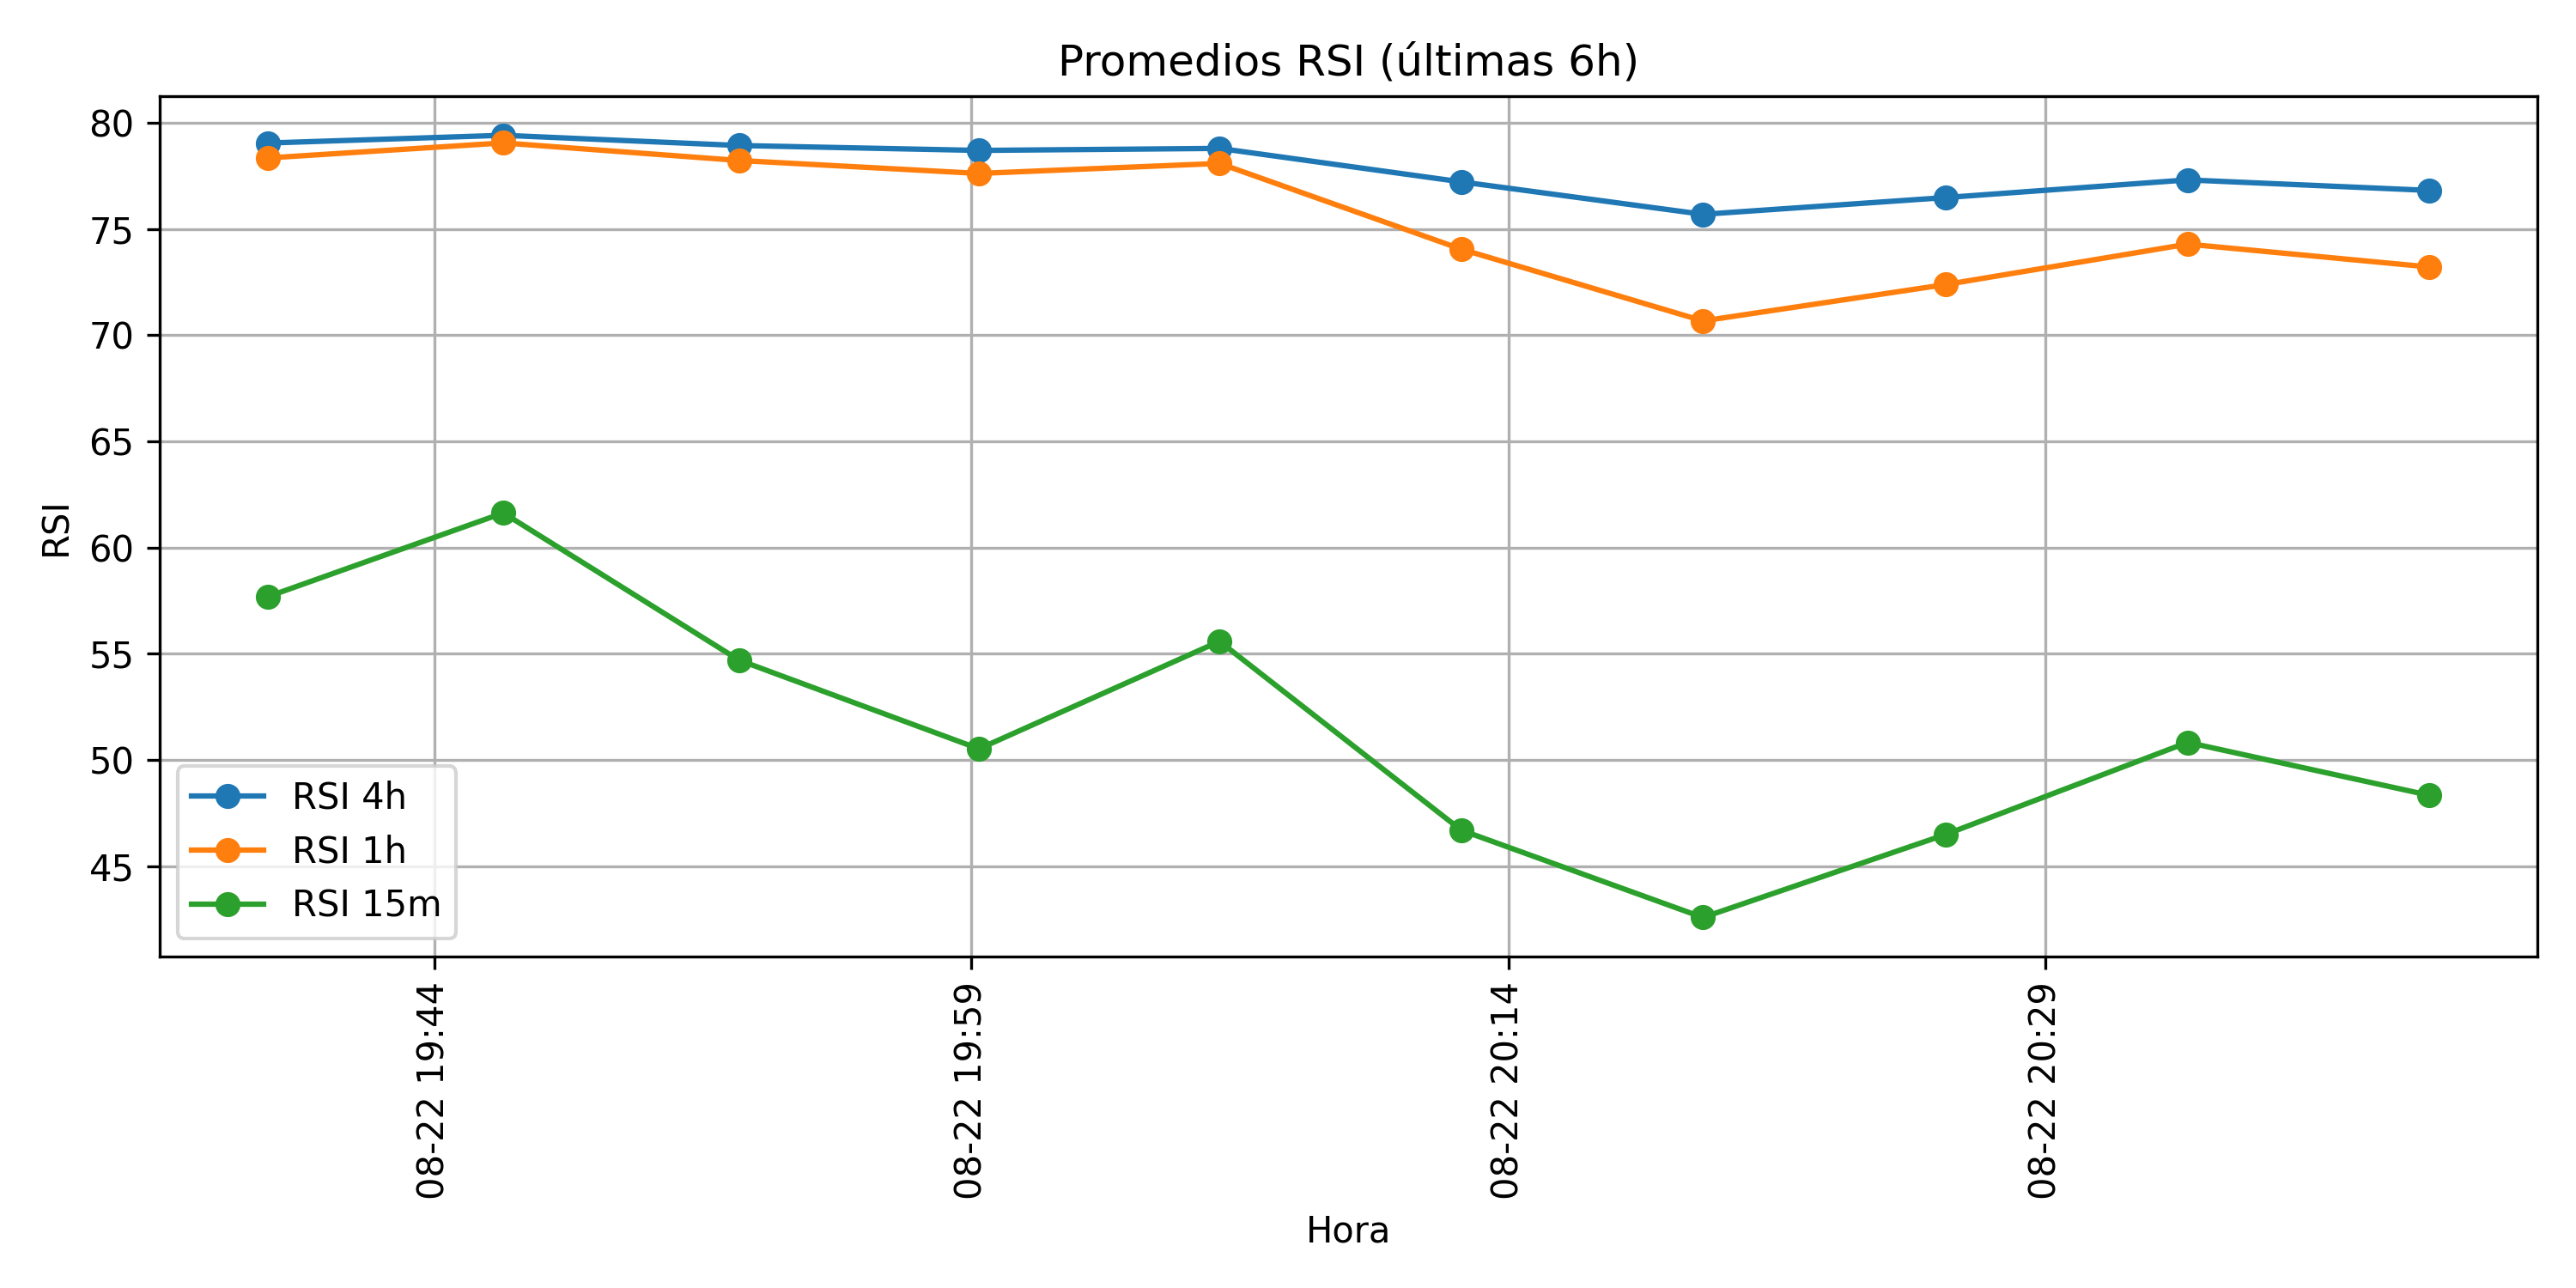 Promedios RSI (últimas 6h)
RSI
80
75
70
65
60
55
50
45
RSI 4h
RSI 1h
RSI 15m
08-22 19:44
08-22 19:59
08-22 20:14
08-22 20:29
Hora